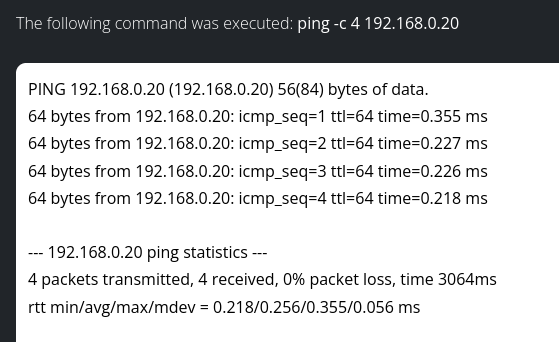 The following command was executed: ping -c 4 192.168.0.20
PING 192.168.0.20 (192.168.0.20) 56(84) bytes of data.
64 bytes from 192.168.0.20: icmp_seq=1 ttl=64 time=0.355 ms
64 bytes from 192.168.0.20: icmp_seq=2 ttl=64 time=0.227 ms
64 bytes from 192.168.0.20: icmp_seq=3 ttl=64 time=0.226 ms
64 bytes from 192.168.0.20: icmp_seq=4 ttl=64 time=0.218 ms
--- 192.168.0.20 ping statistics ---
4 packets transmitted, 4 received, 0% packet loss, time 3064ms
rtt min/avg/max/mdev = 0.218/0.256/0.355/0.056 ms